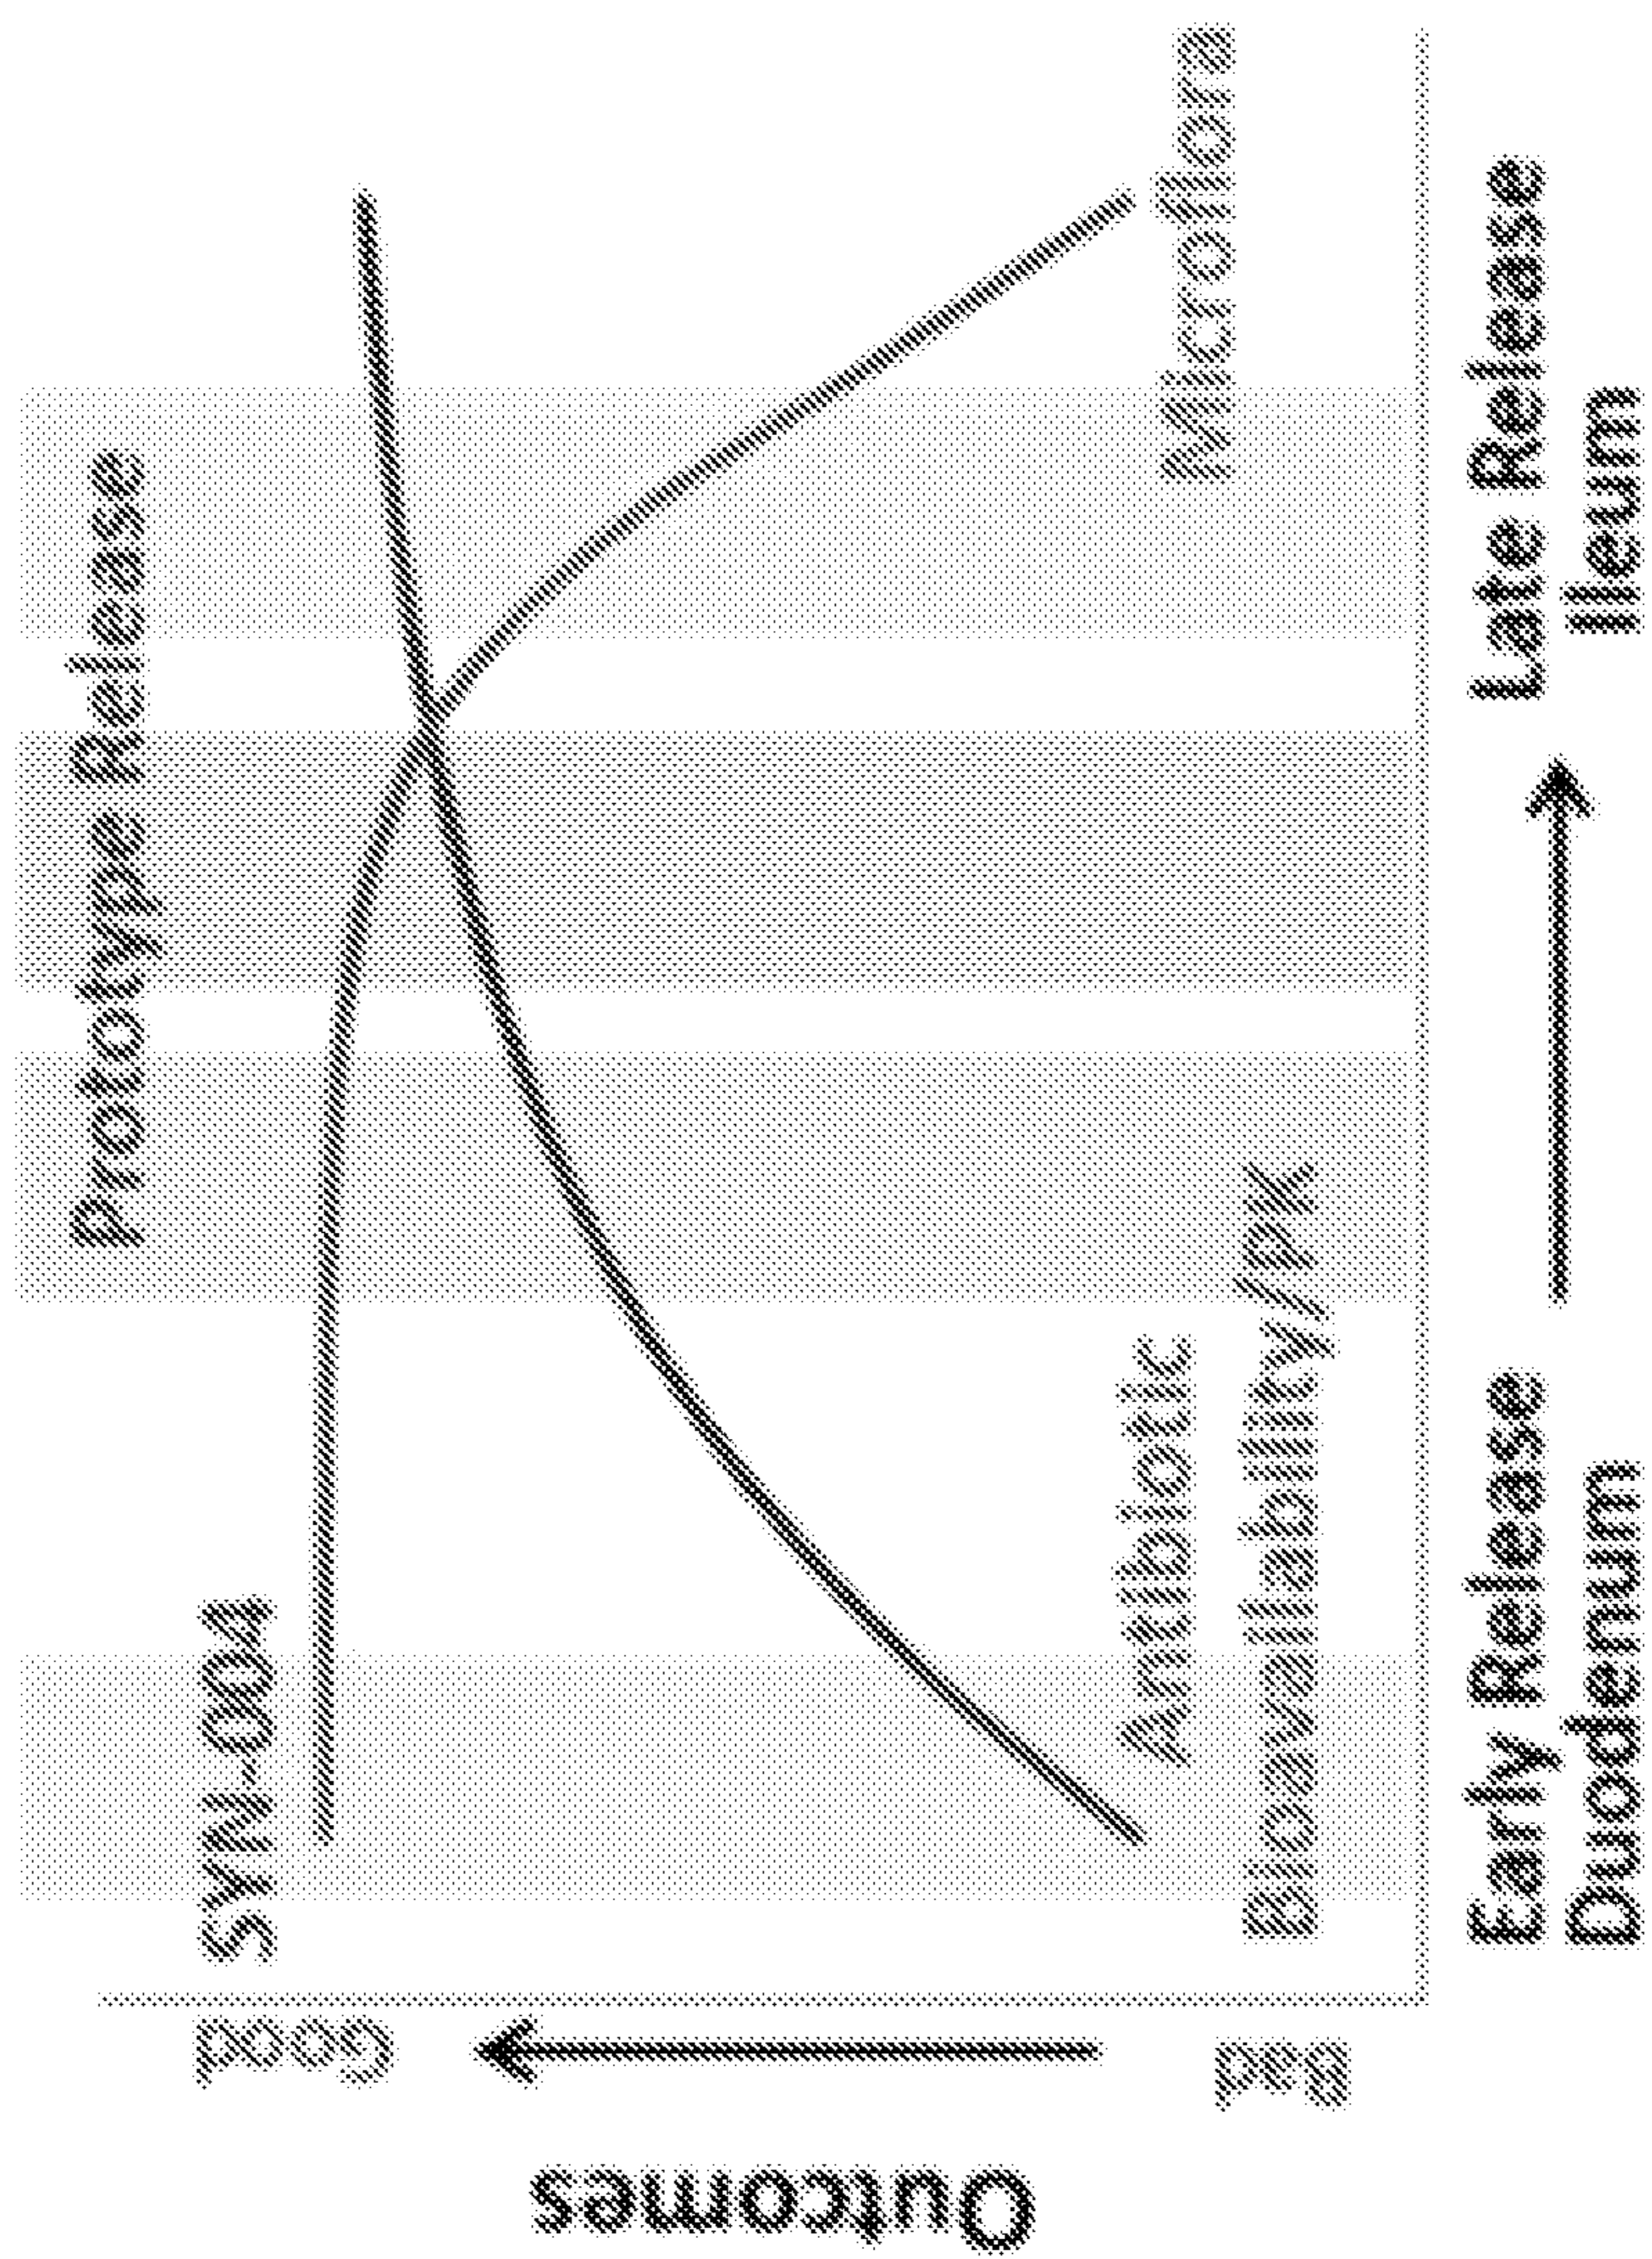 Prototype Release
SYN-004
Good
Bad
Outcomes
Antibiotic
Bioavailability/PK
Microflora
Early Release
Duodenum
Late Release
Ileum